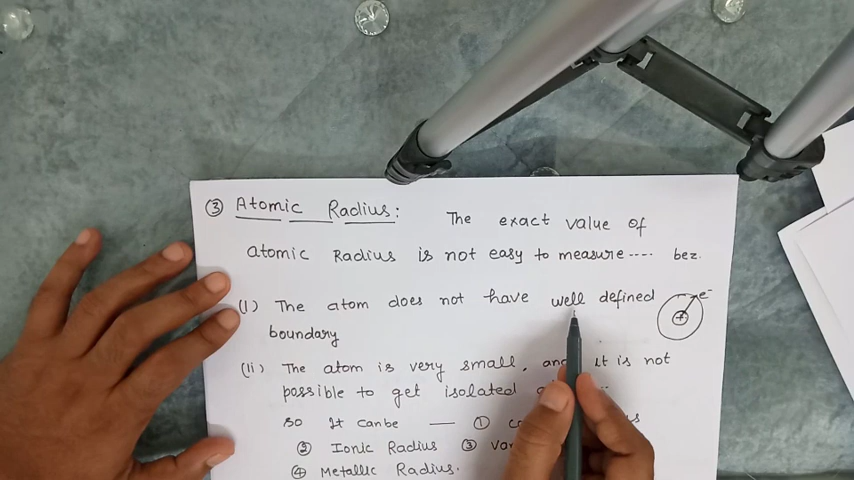 ③ Atomic Radius: The exact value of
atomic Radius is not easy to measure---- bez.
(i) The atom does not have well defined
boundary
e-
+
(ii) The atom is very small, and it is not
possible to get isolated
so It canbe — ①
② Ionic Radius ③
④ Metallic Radius.